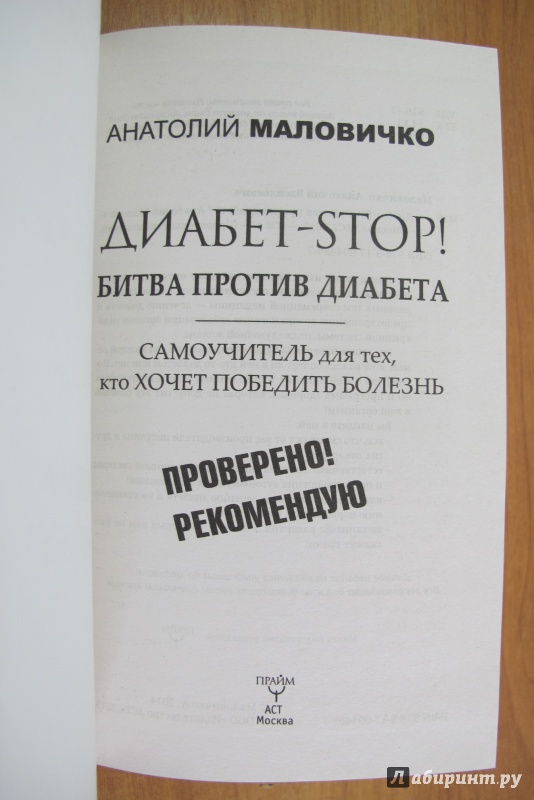 АНАТОЛИЙ МАЛОВИЧКО
ДИАБЕТ-STOP!
БИТВА ПРОТИВ ДИАБЕТА
САМОУЧИТЕЛЬ для тех,
кто ХОЧЕТ ПОБЕДИТЬ БОЛЕЗНЬ
ПРОВЕРЕНО!
РЕКОМЕНДУЮ
ПРАЙМ
АСТ
Москва
Лабиринт.ру